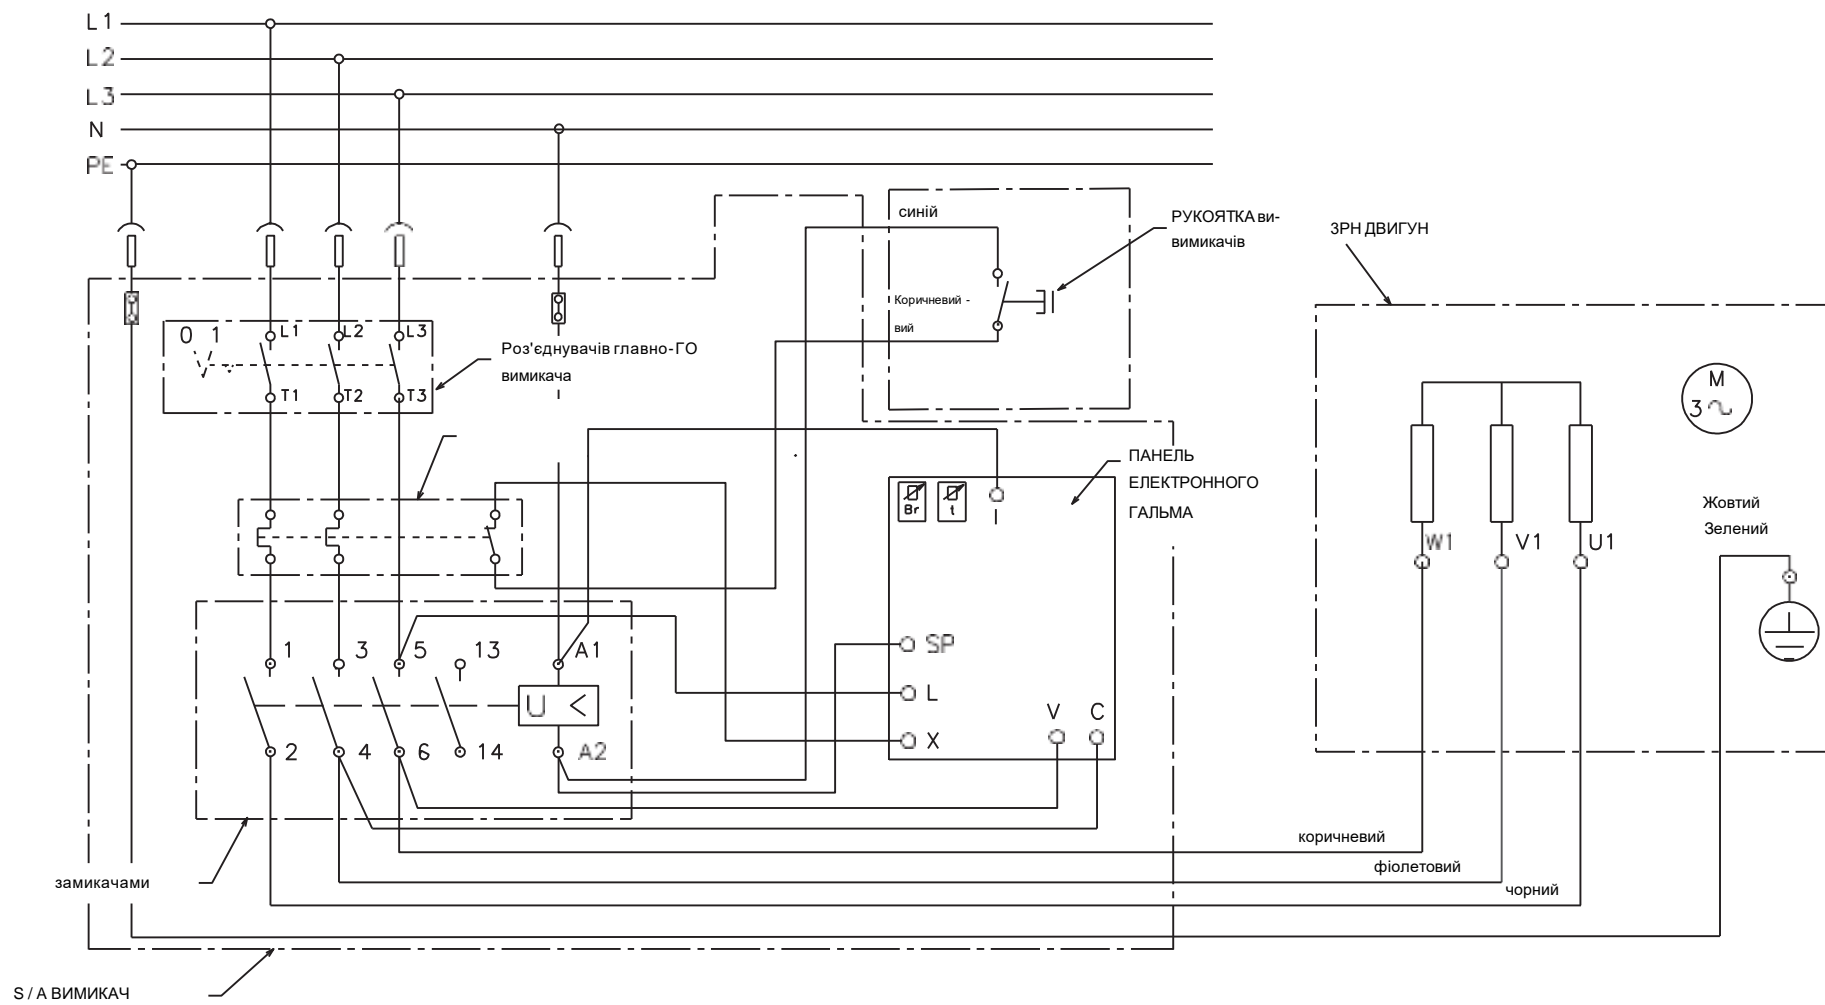 L1
L2
L3
N
PE
синій
РУКОЯТКА ви-
вимикачів
3PH ДВИГУН
Коричневий -
вий
0 1
L1
L2
L3
Роз'єднувачів главно-ГО
вимикача
T1
T2
T3
M
3
ПАНЕЛЬ
ЕЛЕКТРОННОГО
ГАЛЬМА
Br
t
I
Жовтий
Зелений
W1
V1
U1
1
3
5
13
A1
SP
U <
L
V
C
X
2
4
6
14
A2
коричневий
фіолетовий
чорний
замикачами
S / A ВИМИКАЧ